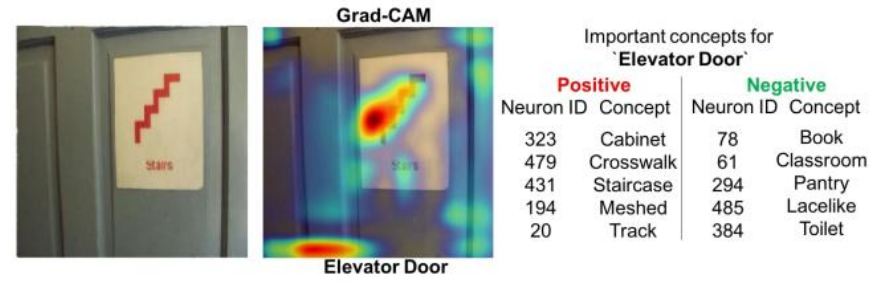 Grad-CAM
Stairs
Stairs
Elevator Door
Important concepts for
`Elevator Door`
Positive Negative
Neuron ID Concept Neuron ID Concept
323 Cabinet 78 Book
479 Crosswalk 61 Classroom
431 Staircase 294 Pantry
194 Meshed 485 Lacelike
20 Track 384 Toilet